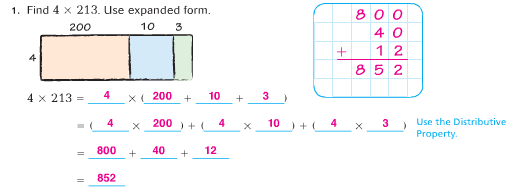 1. Find 4 × 213. Use expanded form.
200 10 3
4
8 0 0
4 0
+ 1 2
8 5 2
4 × 213 = 4 × ( 200 + 10 + 3 )
= ( 4 × 200 ) + ( 4 × 10 ) + ( 4 × 3 )
Use the Distributive
Property.
= 800 + 40 + 12
= 852